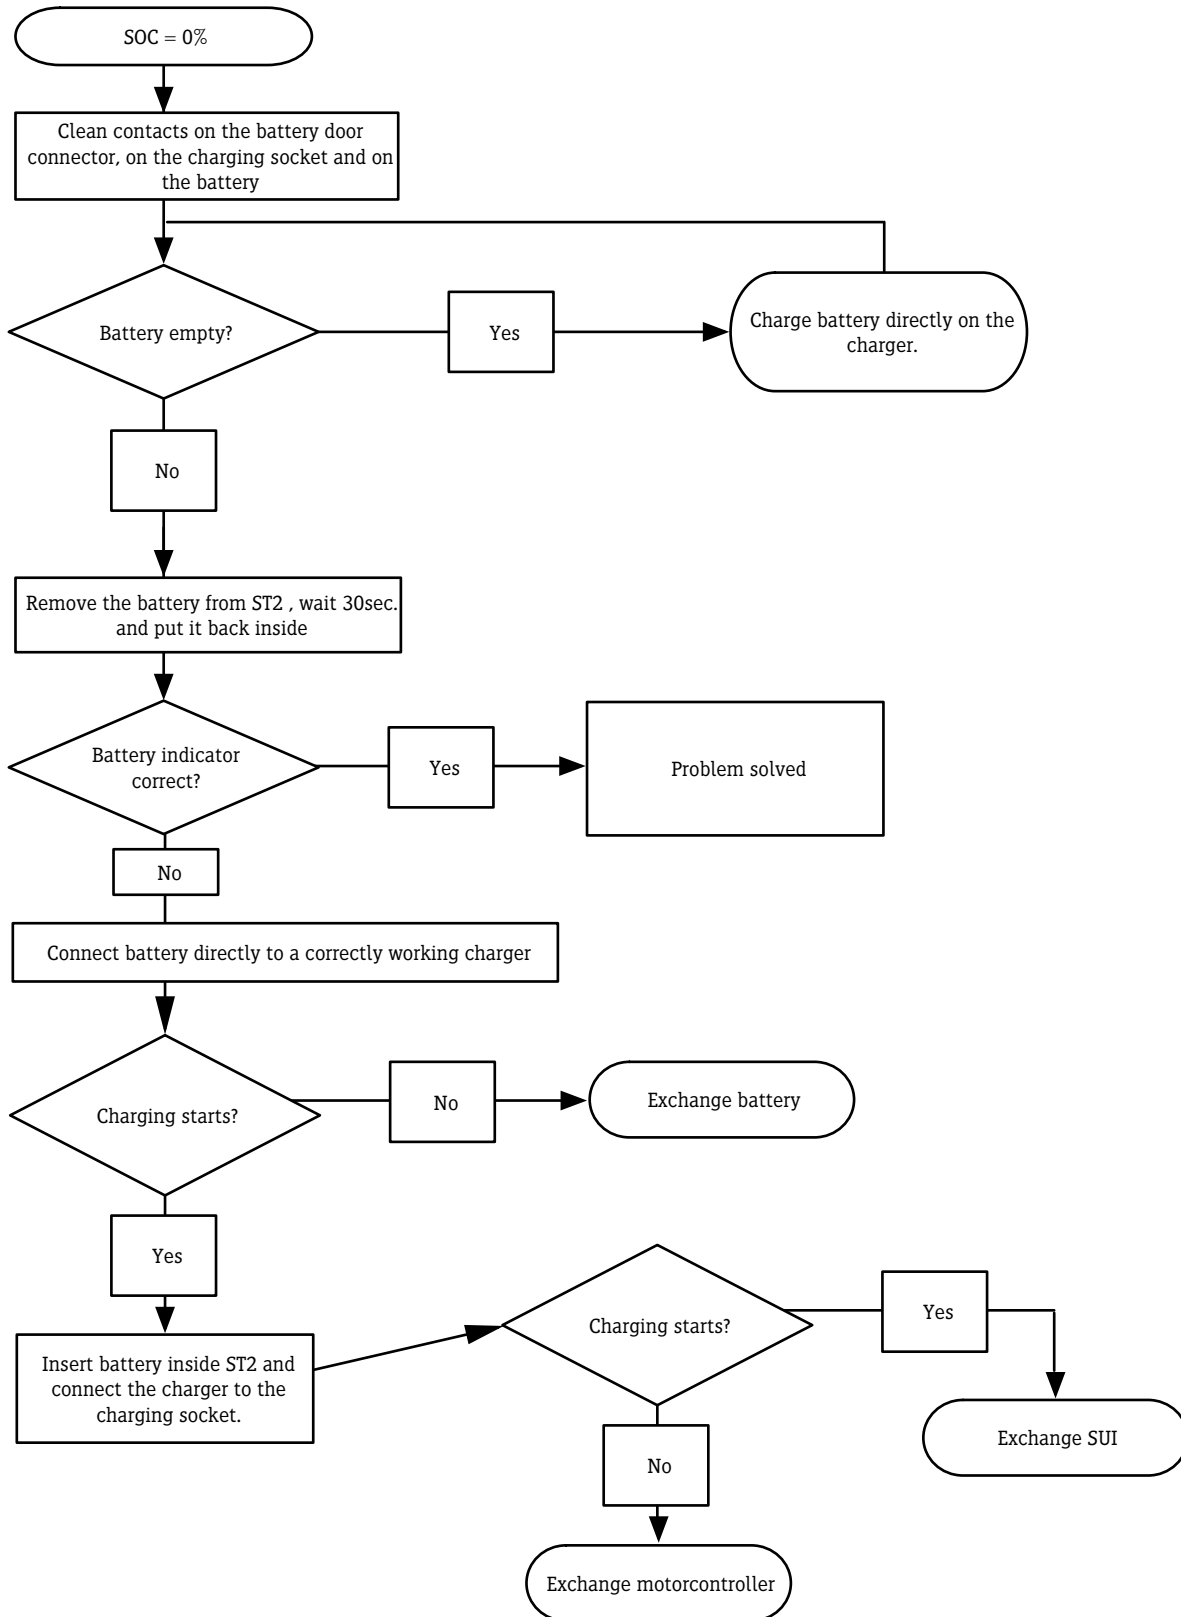 SOC = 0%
Clean contacts on the battery door
connector, on the charging socket and on
the battery
Battery empty?
Yes
Charge battery directly on the
charger.
No
Remove the battery from ST2 , wait 30sec.
and put it back inside
Battery indicator
correct?
Yes
Problem solved
No
Connect battery directly to a correctly working charger
Charging starts?
No
Exchange battery
Yes
Insert battery inside ST2 and
connect the charger to the
charging socket.
Charging starts?
Yes
Exchange SUI
No
Exchange motorcontroller